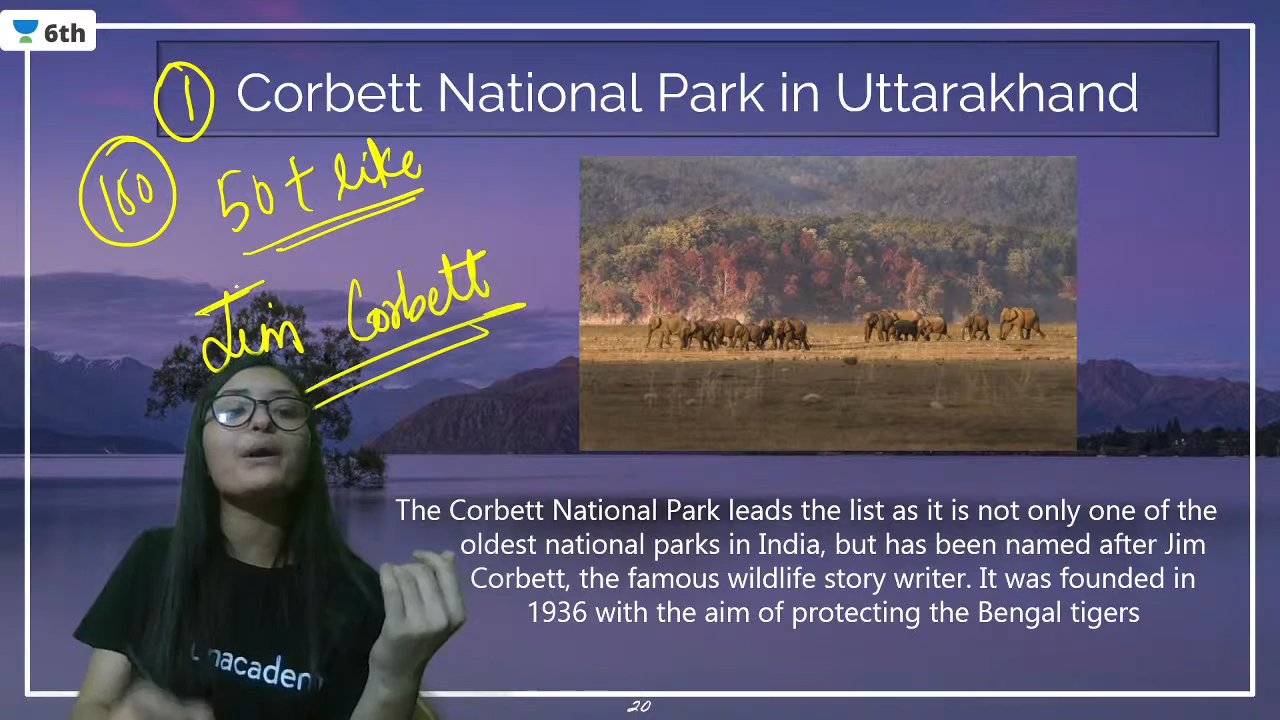 6th
① Corbett National Park in Uttarakhand
100
50+ like
Jim Corbett
The Corbett National Park leads the list as it is not only one of the
oldest national parks in India, but has been named after Jim
Corbett, the famous wildlife story writer. It was founded in
1936 with the aim of protecting the Bengal tigers
unacadem
20